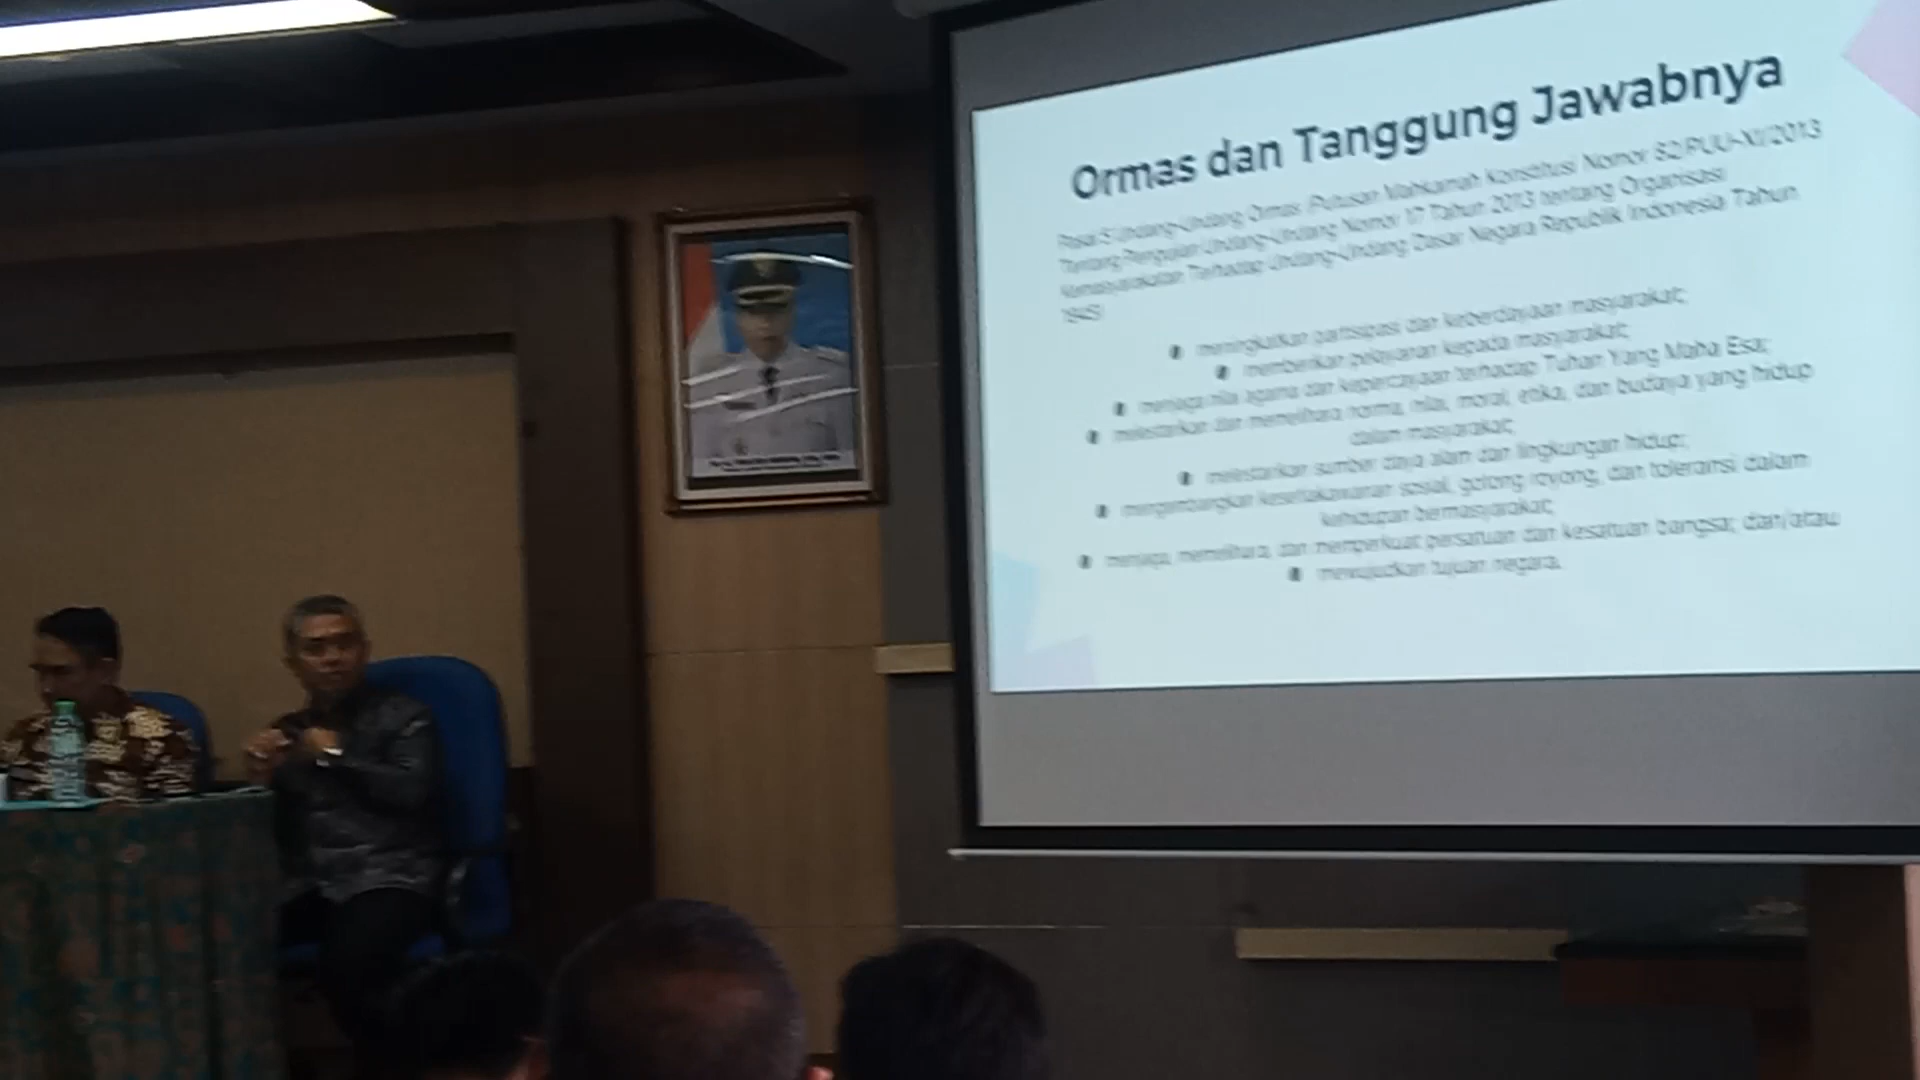 Ormas dan Tanggung Jawabnya
Pasal 5 Undang-Undang Ormas (Putusan Mahkamah Konstitusi Nomor 82/PUU-XI/2013
Tentang Pengujian Undang-Undang Nomor 17 Tahun 2013 tentang Organisasi
Kemasyarakatan Terhadap Undang-Undang Dasar Negara Republik Indonesia Tahun
1945)
meningkatkan partisipasi dan keberdayaan masyarakat;
memberikan pelayanan kepada masyarakat;
menjaga nilai agama dan kepercayaan terhadap Tuhan Yang Maha Esa;
melestarikan dan memelihara norma, nilai, moral, etika, dan budaya yang hidup
dalam masyarakat;
melestarikan sumber daya alam dan lingkungan hidup;
mengembangkan kesetiakawanan sosial, gotong royong, dan toleransi dalam
kehidupan bermasyarakat;
menjaga, memelihara, dan memperkuat persatuan dan kesatuan bangsa; dan/atau
mewujudkan tujuan negara.